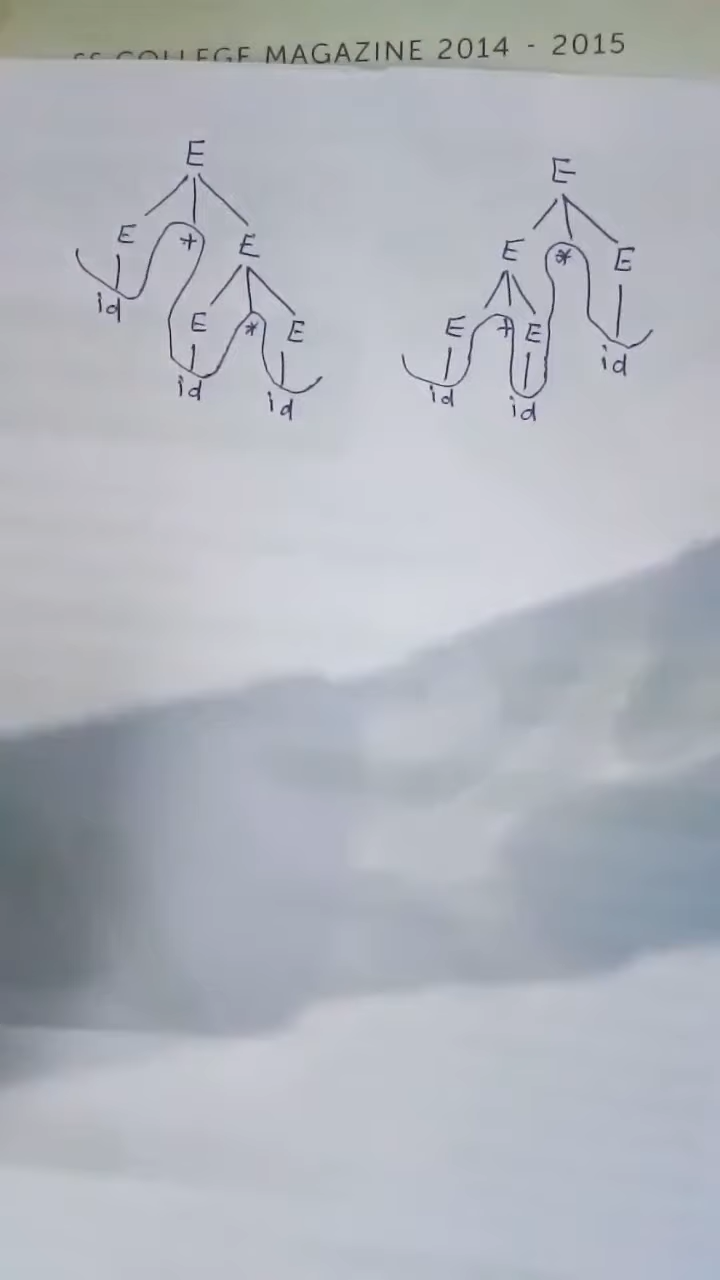 COLLEGE MAGAZINE 2014 - 2015
E
E
E + E
E * E
id
E * E
E + E
id
id id
id id